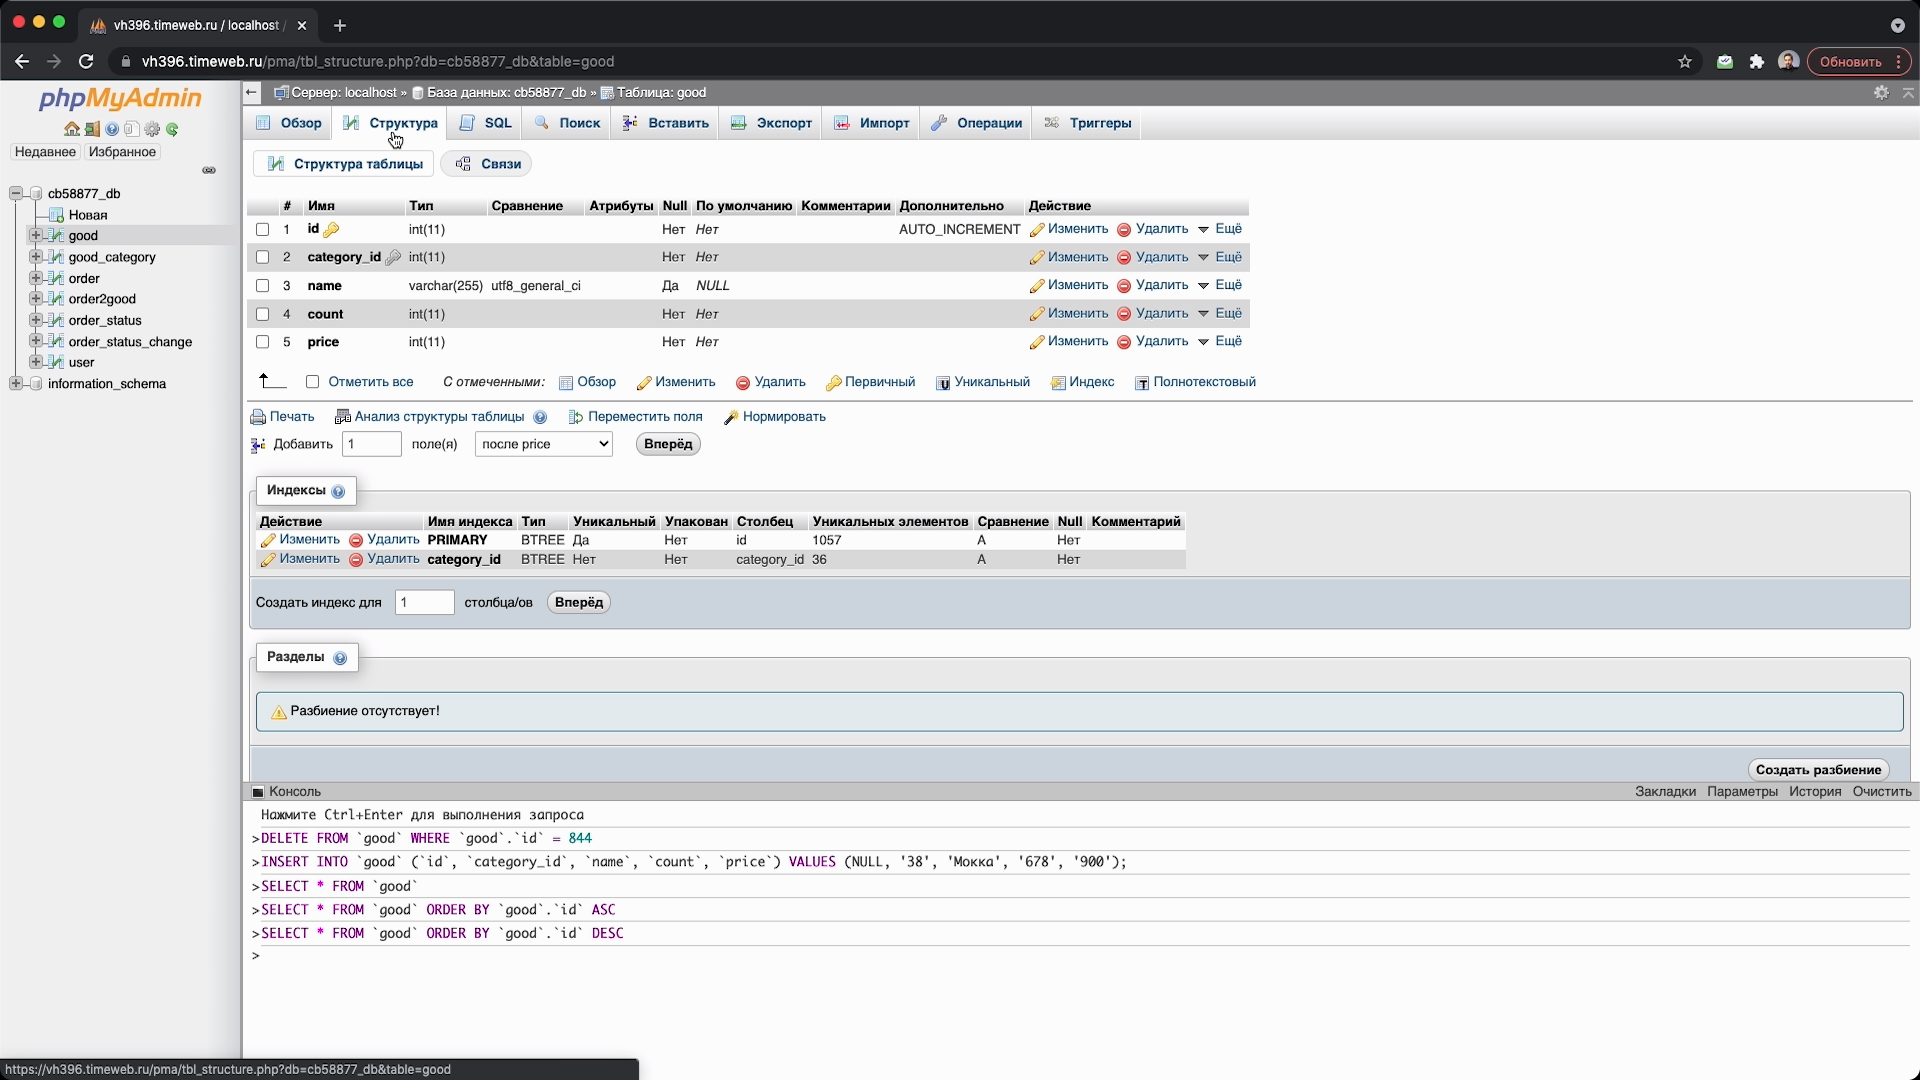 vh396.timeweb.ru / localhost /
vh396.timeweb.ru/pma/tbl_structure.php?db=cb58877_db&table=good
Обновить
phpMyAdmin
Недавнее Избранное
cb58877_db
Новая
good
good_category
order
order2good
order_status
order_status_change
user
information_schema
Сервер: localhost » База данных: cb58877_db » Таблица: good
Обзор Структура SQL Поиск Вставить Экспорт Импорт Операции Триггеры
Структура таблицы Связи
# Имя Тип Сравнение Атрибуты Null По умолчанию Комментарии Дополнительно Действие
1 id int(11) Нет Нет AUTO_INCREMENT Изменить Удалить Ещё
2 category_id int(11) Нет Нет Изменить Удалить Ещё
3 name varchar(255) utf8_general_ci Да NULL Изменить Удалить Ещё
4 count int(11) Нет Нет Изменить Удалить Ещё
5 price int(11) Нет Нет Изменить Удалить Ещё
Отметить все С отмеченными: Обзор Изменить Удалить Первичный Уникальный Индекс Полнотекстовый
Печать Анализ структуры таблицы Переместить поля Нормировать
Добавить 1 поле(я) после price Вперёд
Индексы
Действие Имя индекса Тип Уникальный Упакован Столбец Уникальных элементов Сравнение Null Комментарий
Изменить Удалить PRIMARY BTREE Да Нет id 1057 A Нет
Изменить Удалить category_id BTREE Нет Нет category_id 36 A Нет
Создать индекс для 1 столбца/ов Вперёд
Разделы
Разбиение отсутствует!
Создать разбиение
Консоль Закладки Параметры История Очистить
Нажмите Ctrl+Enter для выполнения запроса
>DELETE FROM `good` WHERE `good`.`id` = 844
>INSERT INTO `good` (`id`, `category_id`, `name`, `count`, `price`) VALUES (NULL, '38', 'Мокка', '678', '900');
>SELECT * FROM `good`
>SELECT * FROM `good` ORDER BY `good`.`id` ASC
>SELECT * FROM `good` ORDER BY `good`.`id` DESC
>
https://vh396.timeweb.ru/pma/tbl_structure.php?db=cb58877_db&table=good